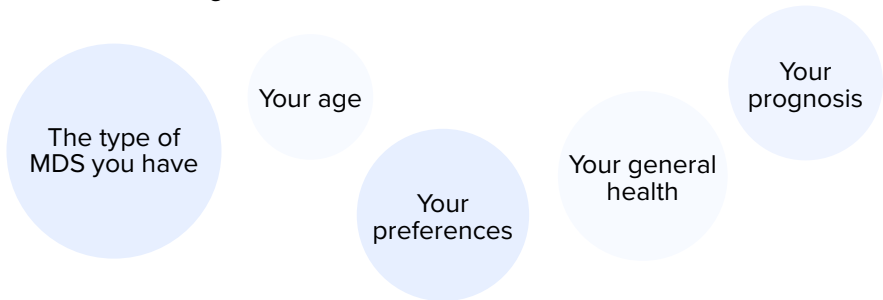 The type of
MDS you have
Your age
Your
preferences
Your general
health
Your
prognosis